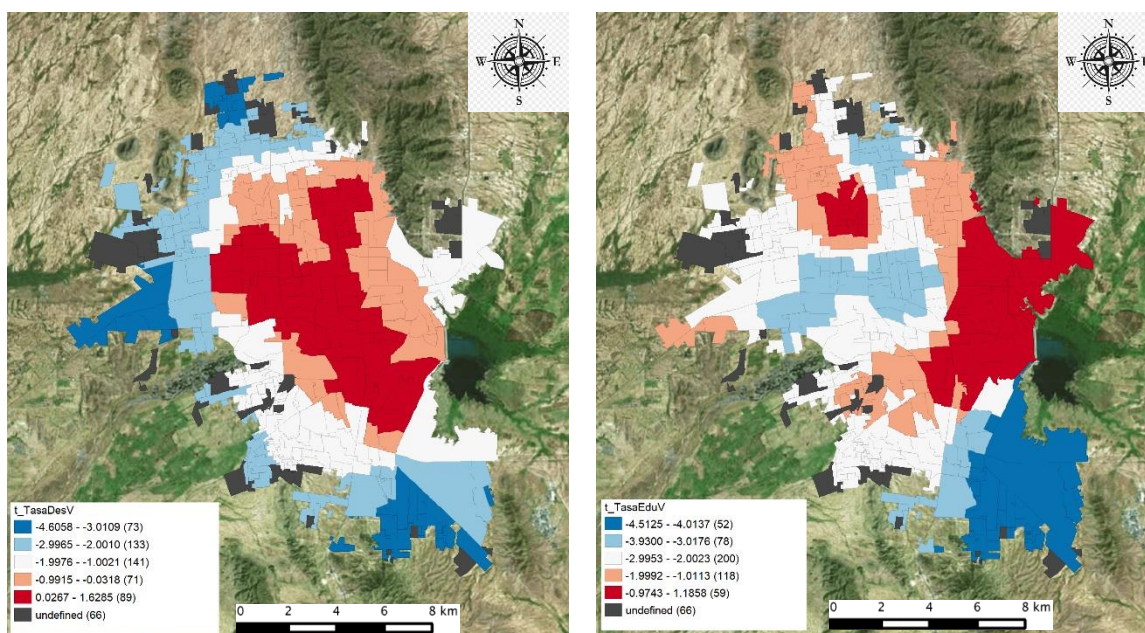 N
W E
S
t_TasaDesV
-4.6058 - -3.0109 (73)
-2.9965 - -2.0010 (133)
-1.9976 - -1.0021 (141)
-0.9915 - -0.0318 (71)
0.0267 - 1.6285 (89)
undefined (66)
0 2 4 6 8 km
N
W E
S
t_TasaEduV
-4.5125 - -4.0137 (52)
-3.9300 - -3.0176 (78)
-2.9953 - -2.0023 (200)
-1.9992 - -1.0113 (118)
-0.9743 - 1.1858 (59)
undefined (66)
0 2 4 6 8 km